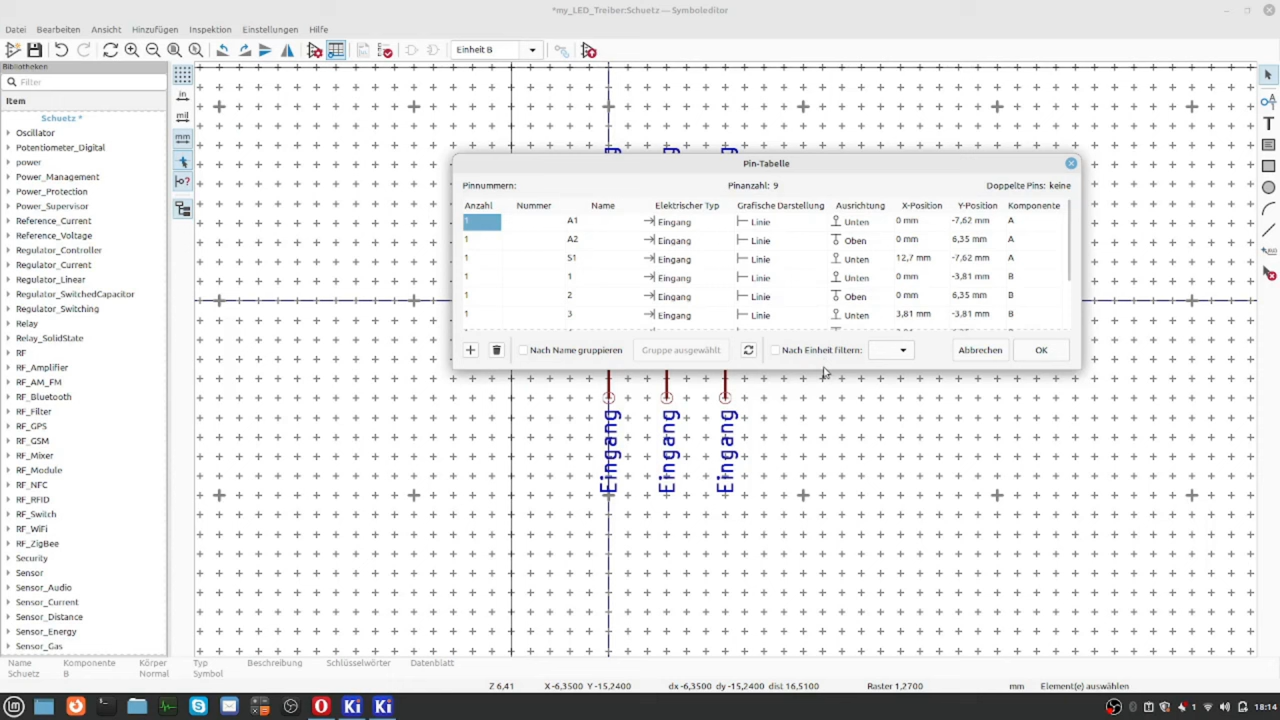 *my_LED_Treiber:Schuetz — Symboleditor
Datei Bearbeiten Ansicht Hinzufügen Inspektion Einstellungen Hilfe
Einheit B
Bibliotheken
Filter
Item
Schuetz *
Oscillator
Potentiometer_Digital
power
Power_Management
Power_Protection
Power_Supervisor
Reference_Current
Reference_Voltage
Regulator_Controller
Regulator_Current
Regulator_Linear
Regulator_SwitchedCapacitor
Regulator_Switching
Relay
Relay_SolidState
RF
RF_Amplifier
RF_AM_FM
RF_Bluetooth
RF_Filter
RF_GPS
RF_GSM
RF_Mixer
RF_Module
RF_NFC
RF_RFID
RF_Switch
RF_WiFi
RF_ZigBee
Security
Sensor
Sensor_Audio
Sensor_Current
Sensor_Distance
Sensor_Energy
Sensor_Gas
in
mil
mm
Pin-Tabelle
Pinnummern: Pinanzahl: 9 Doppelte Pins: keine
Anzahl Nummer Name Elektrischer Typ Grafische Darstellung Ausrichtung X-Position Y-Position Komponente
1 A1 Eingang Linie Unten 0 mm -7,62 mm A
1 A2 Eingang Linie Oben 0 mm 6,35 mm A
1 S1 Eingang Linie Unten 12,7 mm -7,62 mm A
1 1 Eingang Linie Unten 0 mm -3,81 mm B
1 2 Eingang Linie Oben 0 mm 6,35 mm B
1 3 Eingang Linie Unten 3,81 mm -3,81 mm B
Nach Name gruppieren Gruppe ausgewählt Nach Einheit filtern: Abbrechen OK
Eingang Eingang Eingang
Name Komponente Körper Typ Beschreibung Schlüsselwörter Datenblatt
Schuetz B Normal Symbol
Z 6,41 X -6,3500 Y -15,2400 dx -6,3500 dy -15,2400 dist 16,5100 Raster 1,2700 mm Element(e) auswählen
Ki Ki 1 18:14